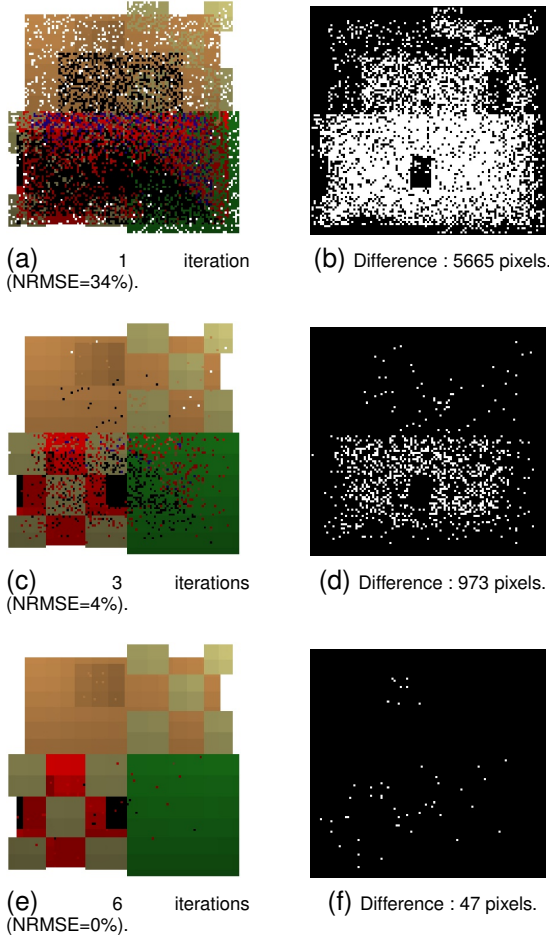 (a) 1 iteration
(NRMSE=34%).
(b) Difference : 5665 pixels.
(c) 3 iterations
(NRMSE=4%).
(d) Difference : 973 pixels.
(e) 6 iterations
(NRMSE=0%).
(f) Difference : 47 pixels.